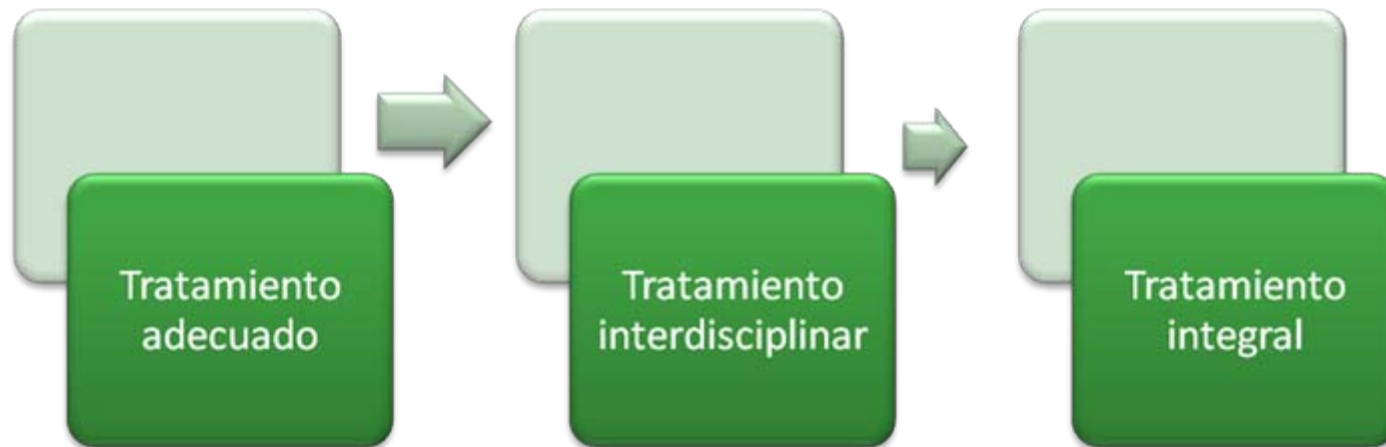 Tratamiento
adecuado
Tratamiento
interdisciplinar
Tratamiento
integral